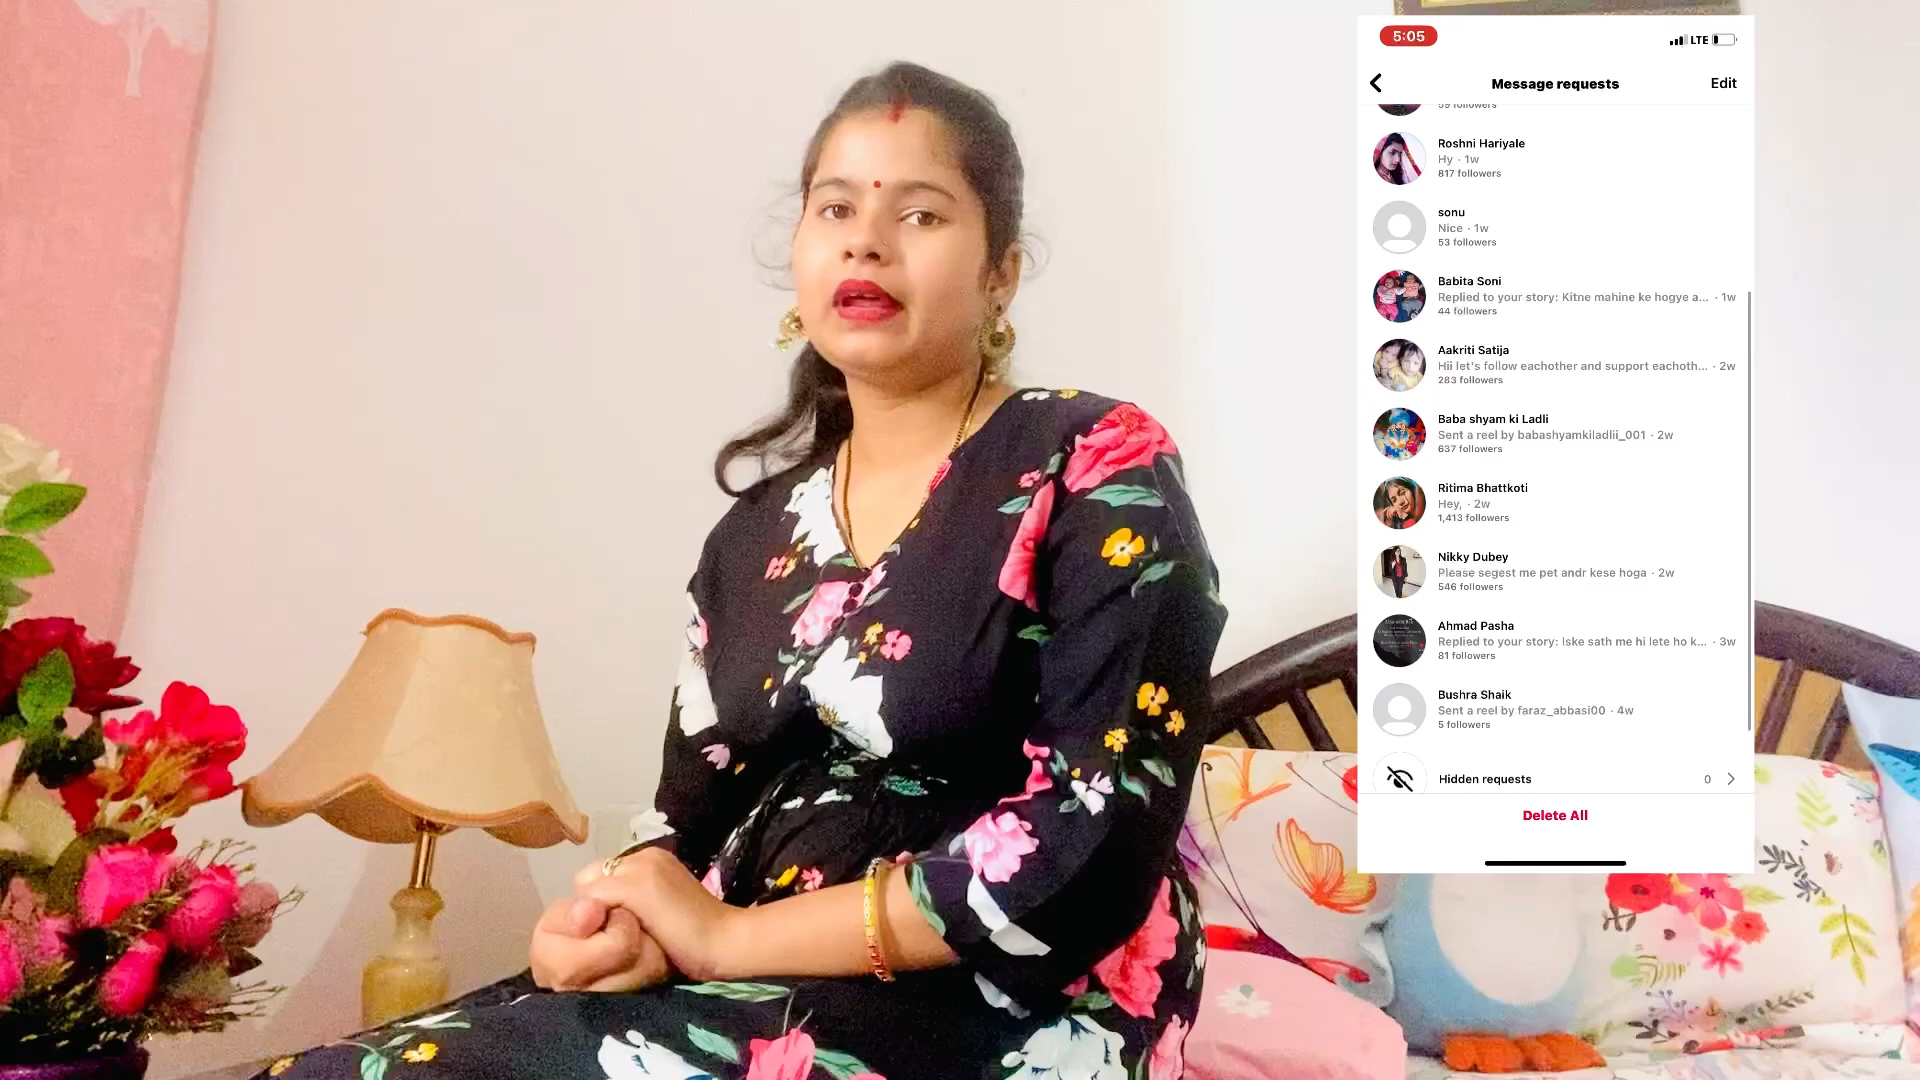 5:05
LTE
Message requests
Edit
59 followers
Roshni Hariyale
Hy · 1w
817 followers
sonu
Nice · 1w
53 followers
Babita Soni
Replied to your story: Kitne mahine ke hogye a... · 1w
44 followers
Aakriti Satija
Hii let's follow eachother and support eachoth... · 2w
283 followers
Baba shyam ki Ladli
Sent a reel by babashyamkiladlii_001 · 2w
637 followers
Ritima Bhattkoti
Hey, · 2w
1,413 followers
Nikky Dubey
Please segest me pet andr kese hoga · 2w
546 followers
Ahmad Pasha
Replied to your story: Iske sath me hi lete ho k... · 3w
81 followers
Bushra Shaik
Sent a reel by faraz_abbasi00 · 4w
5 followers
Hidden requests
0
Delete All